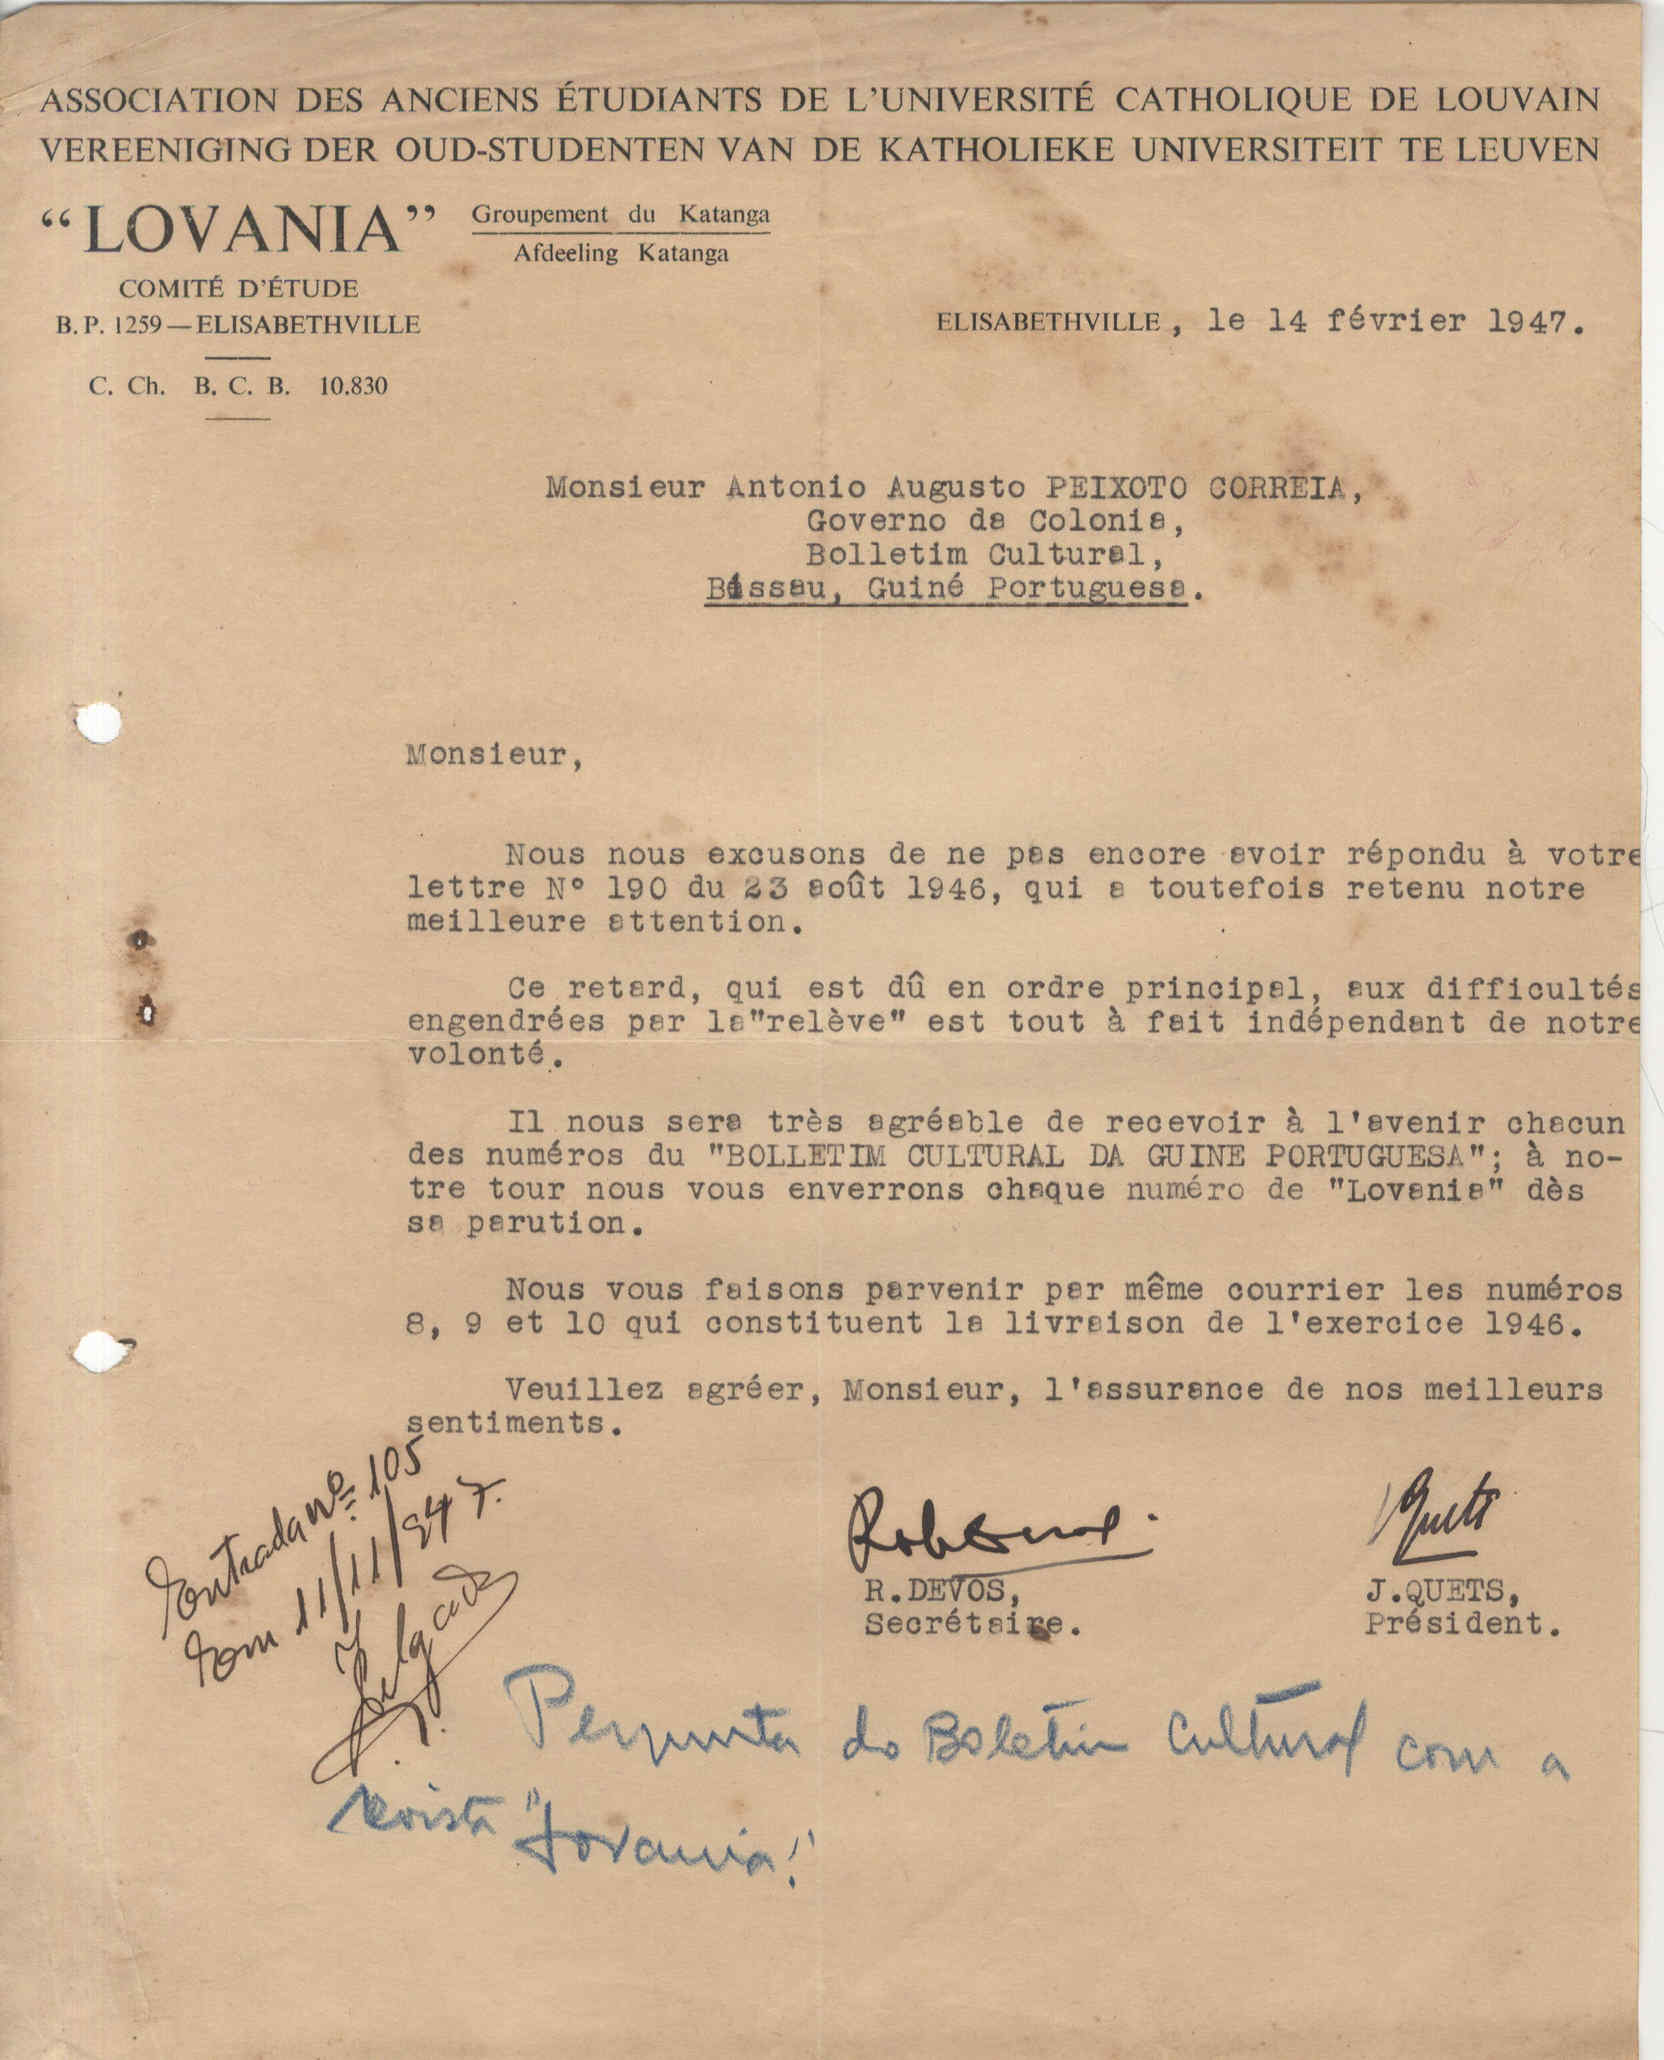 ASSOCIATION DES ANCIENS ÉTUDIANTS DE L'UNIVERSITÉ CATHOLIQUE DE LOUVAIN
VEREENIGING DER OUD-STUDENTEN VAN DE KATHOLIEKE UNIVERSITEIT TE LEUVEN
“LOVANIA”
Groupement du Katanga
Afdeeling Katanga
COMITÉ D'ÉTUDE
B. P. 1259 — ELISABETHVILLE
C. Ch. B. C. B. 10.830
ELISABETHVILLE, le 14 février 1947.
Monsieur Antonio Augusto PEIXOTO CORREIA,
Governo da Colonia,
Bolletim Cultural,
Bissau, Guiné Portuguesa.
Monsieur,
Nous nous excusons de ne pas encore avoir répondu à votre
lettre N° 190 du 23 août 1946, qui a toutefois retenu notre
meilleure attention.
Ce retard, qui est dû en ordre principal, aux difficultés
engendrées par la"relève" est tout à fait indépendant de notre
volonté.
Il nous sera très agréable de recevoir à l'avenir chacun
des numéros du "BOLLETIM CULTURAL DA GUINE PORTUGUESA"; à no-
tre tour nous vous enverrons chaque numéro de "Lovania" dès
sa parution.
Nous vous faisons parvenir par même courrier les numéros
8, 9 et 10 qui constituent la livraison de l'exercice 1946.
Veuillez agréer, Monsieur, l'assurance de nos meilleurs
sentiments.
Entrada nº 105
Em 11/11/947.
Quets
R.DEVOS,
Secrétaire.
J.QUETS,
Président.
Permuta do Boletim Cultural com a
revista "Lovania"